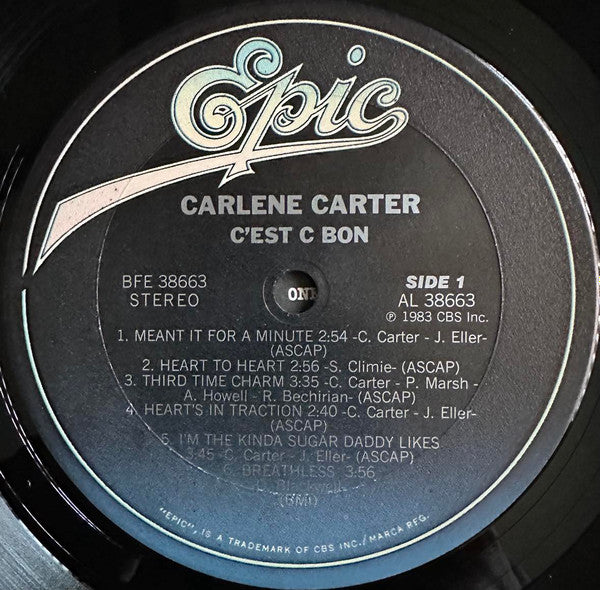 Epic
CARLENE CARTER
C'EST C BON
BFE 38663
STEREO
SIDE 1
AL 38663
℗ 1983 CBS Inc.
1. MEANT IT FOR A MINUTE 2:54 -C. Carter - J. Eller-
(ASCAP)
2. HEART TO HEART 2:56 -S. Climie- (ASCAP)
3. THIRD TIME CHARM 3:35 -C. Carter - P. Marsh -
A. Howell - R. Bechirian- (ASCAP)
4. HEART'S IN TRACTION 2:40 -C. Carter - J. Eller-
(ASCAP)
5. I'M THE KINDA SUGAR DADDY LIKES
3:45 -C. Carter - J. Eller- (ASCAP)
6. BREATHLESS 3:56
(BMI)
"EPIC", IS A TRADEMARK OF CBS INC./MARCA REG.